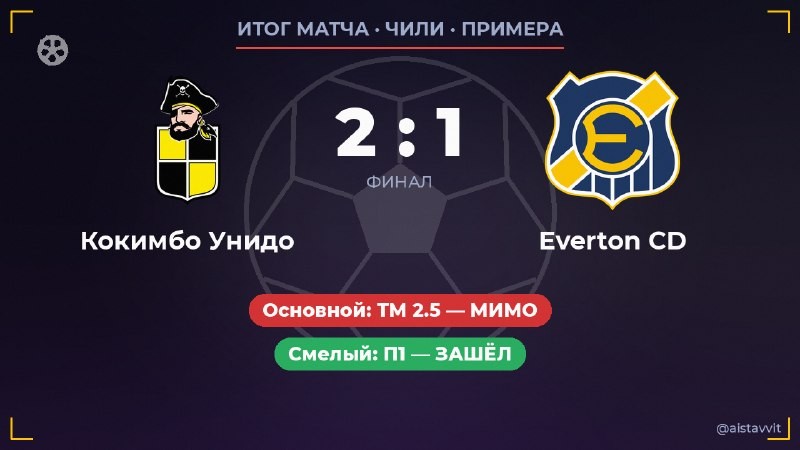 ИТОГ МАТЧА · ЧИЛИ · ПРИМЕРА
2 : 1
ФИНАЛ
Кокимбо Унидо
Everton CD
Основной: ТМ 2.5 — МИМО
Смелый: П1 — ЗАШЁЛ
@aistavvit